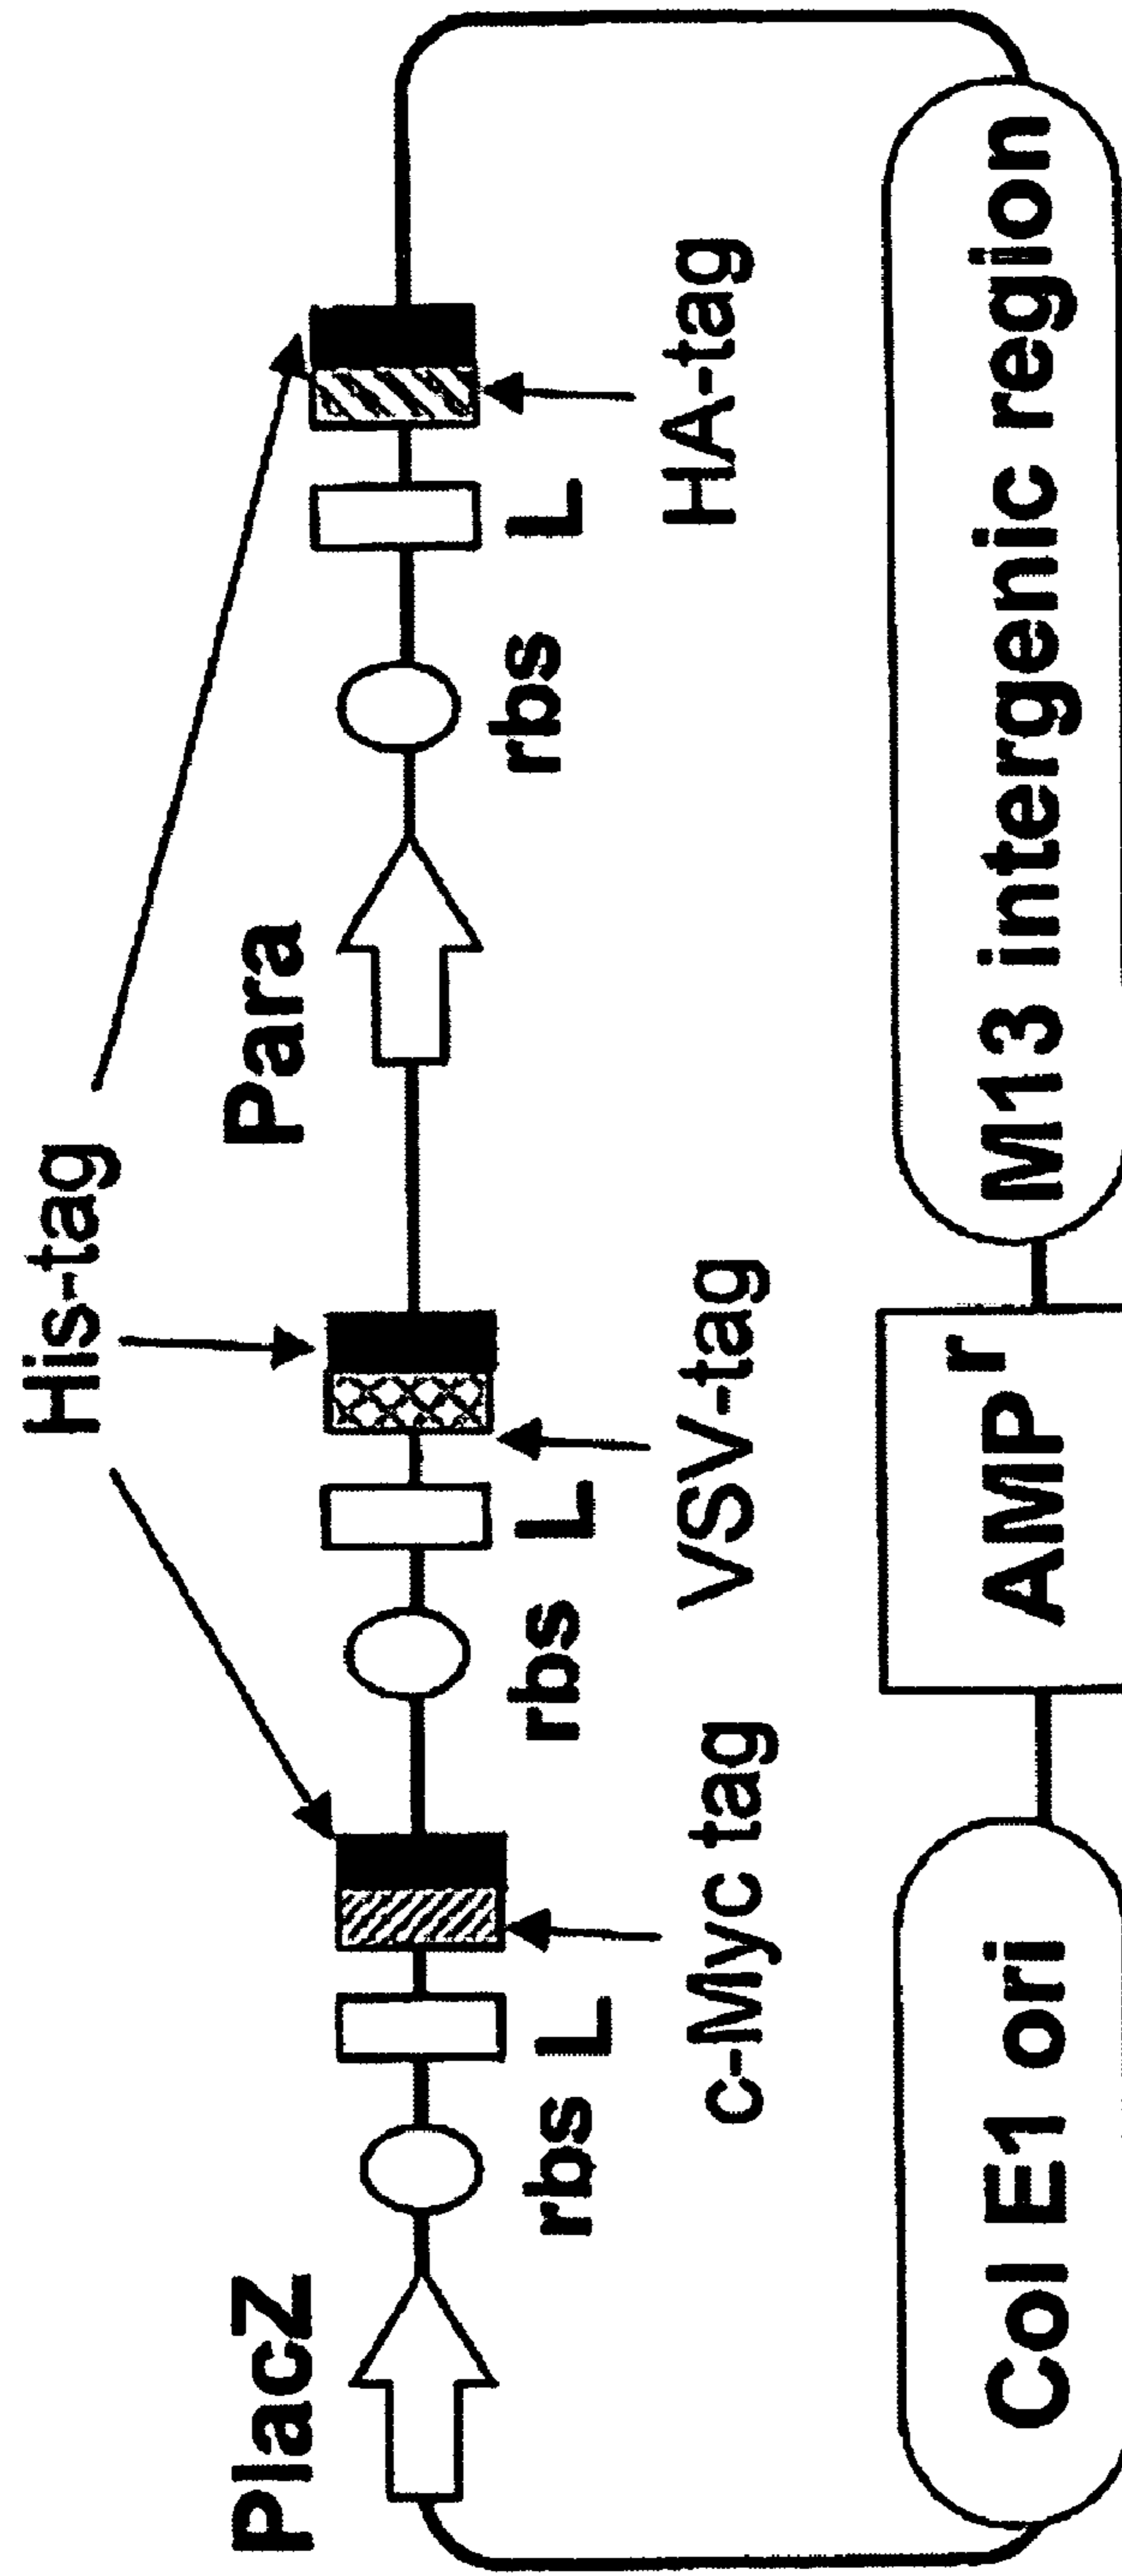 His-tag
PlacZ
Para
rbs
L
rbs
L
rbs
L
c-Myc tag
VSV-tag
HA-tag
Col E1 ori
AMPr
M13 intergenic region